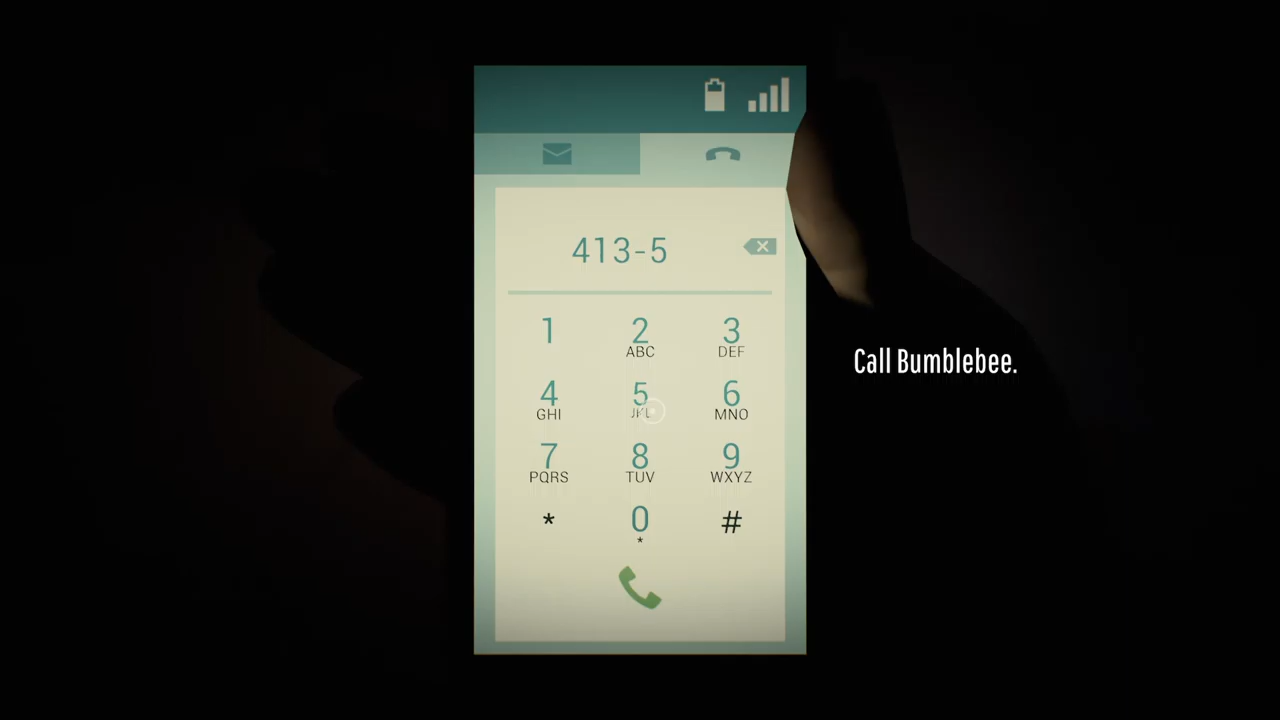 413-5
1 2 3
ABC DEF
Call Bumblebee.
4 5 6
GHI JKL MNO
7 8 9
PQRS TUV WXYZ
* 0 #
*